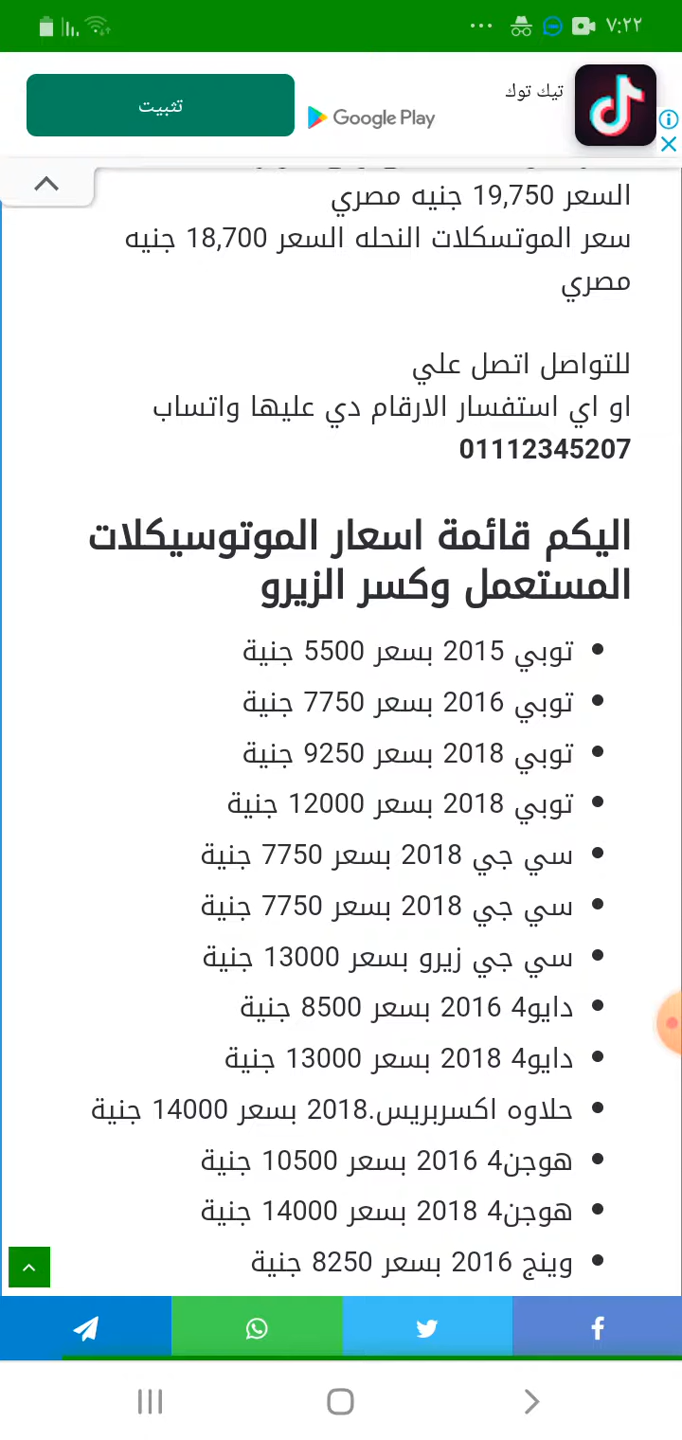 ٧:٢٢
تيك توك
Google Play
تثبيت
السعر 19,750 جنيه مصري
سعر الموتسكلات النحله السعر 18,700 جنيه
مصري
للتواصل اتصل علي
او اي استفسار الارقام دي عليها واتساب
01112345207
اليكم قائمة اسعار الموتوسيكلات
المستعمل وكسر الزيرو
توبي 2015 بسعر 5500 جنية
توبي 2016 بسعر 7750 جنية
توبي 2018 بسعر 9250 جنية
توبي 2018 بسعر 12000 جنية
سي جي 2018 بسعر 7750 جنية
سي جي 2018 بسعر 7750 جنية
سي جي زيرو بسعر 13000 جنية
دايو4 2016 بسعر 8500 جنية
دايو4 2018 بسعر 13000 جنية
حلاوه اكسربريس.2018 بسعر 14000 جنية
هوجن4 2016 بسعر 10500 جنية
هوجن4 2018 بسعر 14000 جنية
وينج 2016 بسعر 8250 جنية